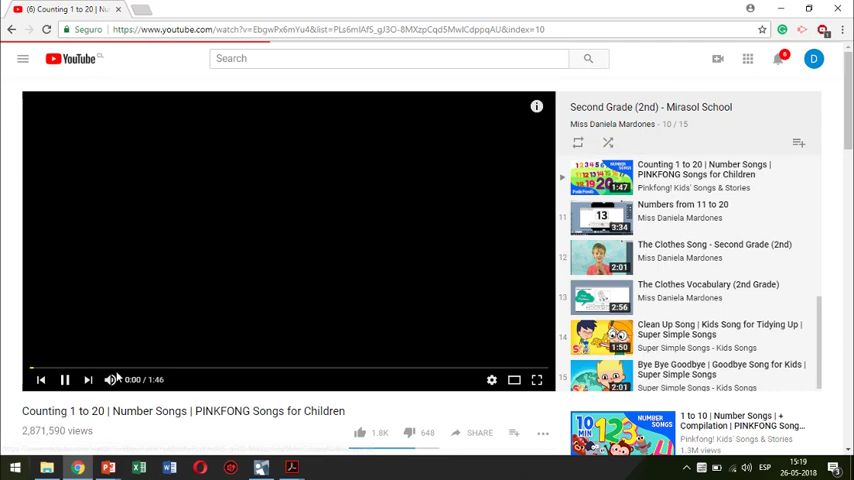 (6) Counting 1 to 20 | Num
Seguro
https://www.youtube.com/watch?v=EbgwPx6mYu4&list=PLs6mIAf5_gJ3O-8MXzpCqd5MwICdppqAU&index=10
YouTube CL
Search
6
D
Second Grade (2nd) - Mirasol School
Miss Daniela Mardones - 10 / 15
Counting 1 to 20 | Number Songs |
PINKFONG Songs for Children
Pinkfong! Kids' Songs & Stories
1:47
11
Numbers from 11 to 20
Miss Daniela Mardones
13
3:34
12
The Clothes Song - Second Grade (2nd)
Miss Daniela Mardones
2:01
13
The Clothes Vocabulary (2nd Grade)
Miss Daniela Mardones
2:56
14
Clean Up Song | Kids Song for Tidying Up |
Super Simple Songs
Super Simple Songs - Kids Songs
1:50
15
Bye Bye Goodbye | Goodbye Song for Kids |
Super Simple Songs
Super Simple Songs - Kids Songs
2:01
0:00 / 1:46
Counting 1 to 20 | Number Songs | PINKFONG Songs for Children
2,871,590 views
1.8K
648
SHARE
10 MIN
NUMBER SONGS
123
1 to 10 | Number Songs | +
Compilation | PINKFONG Song...
Pinkfong! Kids' Songs & Stories
1.3M views
ESP
15:19
26-05-2018
3